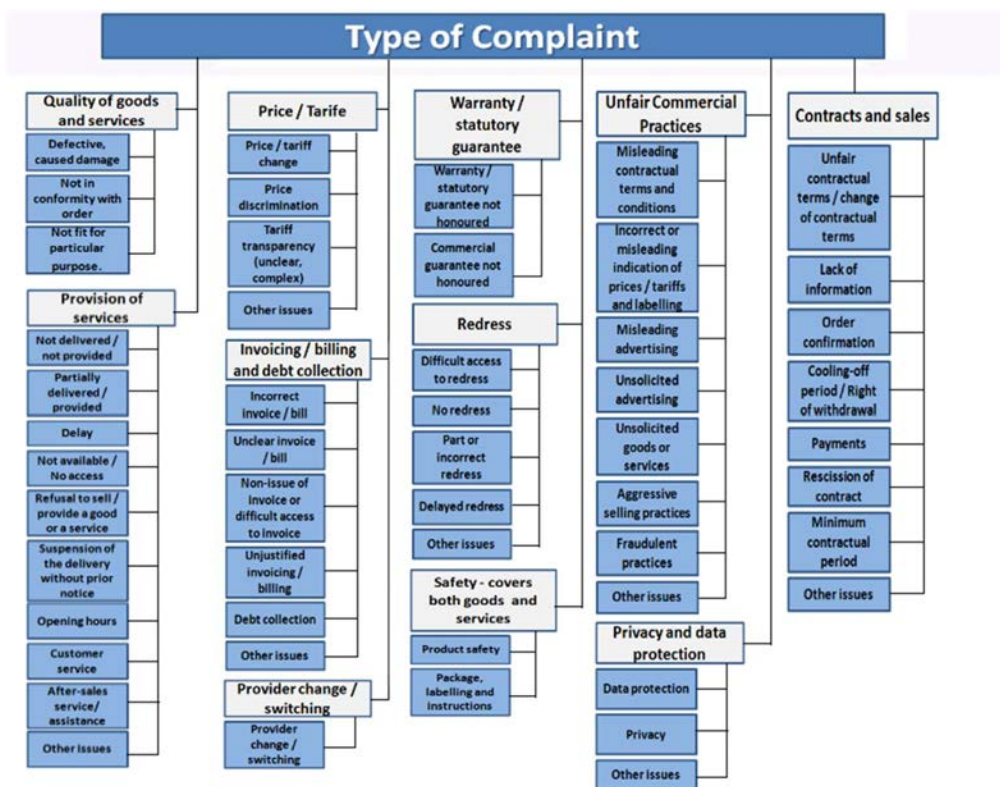 Type of Complaint
Quality of goods
and services
Defective,
caused damage
Not in
conformity with
order
Not fit for
particular
purpose.
Provision of
services
Not delivered /
not provided
Partially
delivered /
provided
Delay
Not available /
No access
Refusal to sell /
provide a good
or a service
Suspension of
the delivery
without prior
notice
Opening hours
Customer
service
After-sales
service/
assistance
Other issues
Price / Tarife
Price / tariff
change
Price
discrimination
Tariff
transparency
(unclear,
complex)
Other issues
Invoicing / billing
and debt collection
Incorrect
invoice / bill
Unclear invoice
/ bill
Non-issue of
invoice or
difficult access
to invoice
Unjustified
invoicing /
billing
Debt collection
Other issues
Provider change /
switching
Provider
change /
switching
Warranty /
statutory
guarantee
Warranty /
statutory
guarantee not
honoured
Commercial
guarantee not
honoured
Redress
Difficult access
to redress
No redress
Part or
incorrect
redress
Delayed redress
Other issues
Safety - covers
both goods and
services
Product safety
Package,
labelling and
instructions
Unfair Commercial
Practices
Misleading
contractual
terms and
conditions
Incorrect or
misleading
indication of
prices / tariffs
and labelling
Misleading
advertising
Unsolicited
advertising
Unsolicited
goods or
services
Aggressive
selling practices
Fraudulent
practices
Other issues
Privacy and data
protection
Data protection
Privacy
Other issues
Contracts and sales
Unfair
contractual
terms / change
of contractual
terms
Lack of
information
Order
confirmation
Cooling-off
period / Right
of withdrawal
Payments
Rescission of
contract
Minimum
contractual
period
Other issues